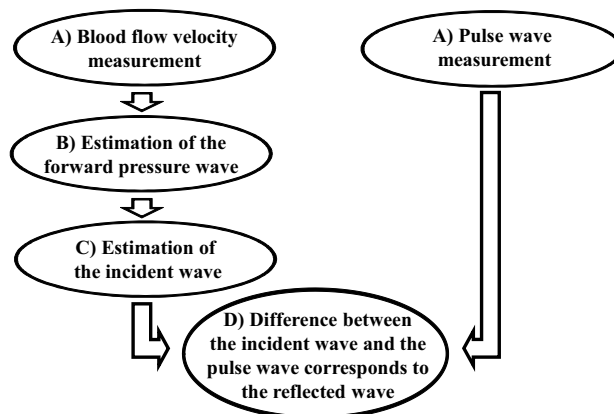 A) Blood flow velocity
measurement
A) Pulse wave
measurement
B) Estimation of the
forward pressure wave
C) Estimation of
the incident wave
D) Difference between
the incident wave and the
pulse wave corresponds to
the reflected wave